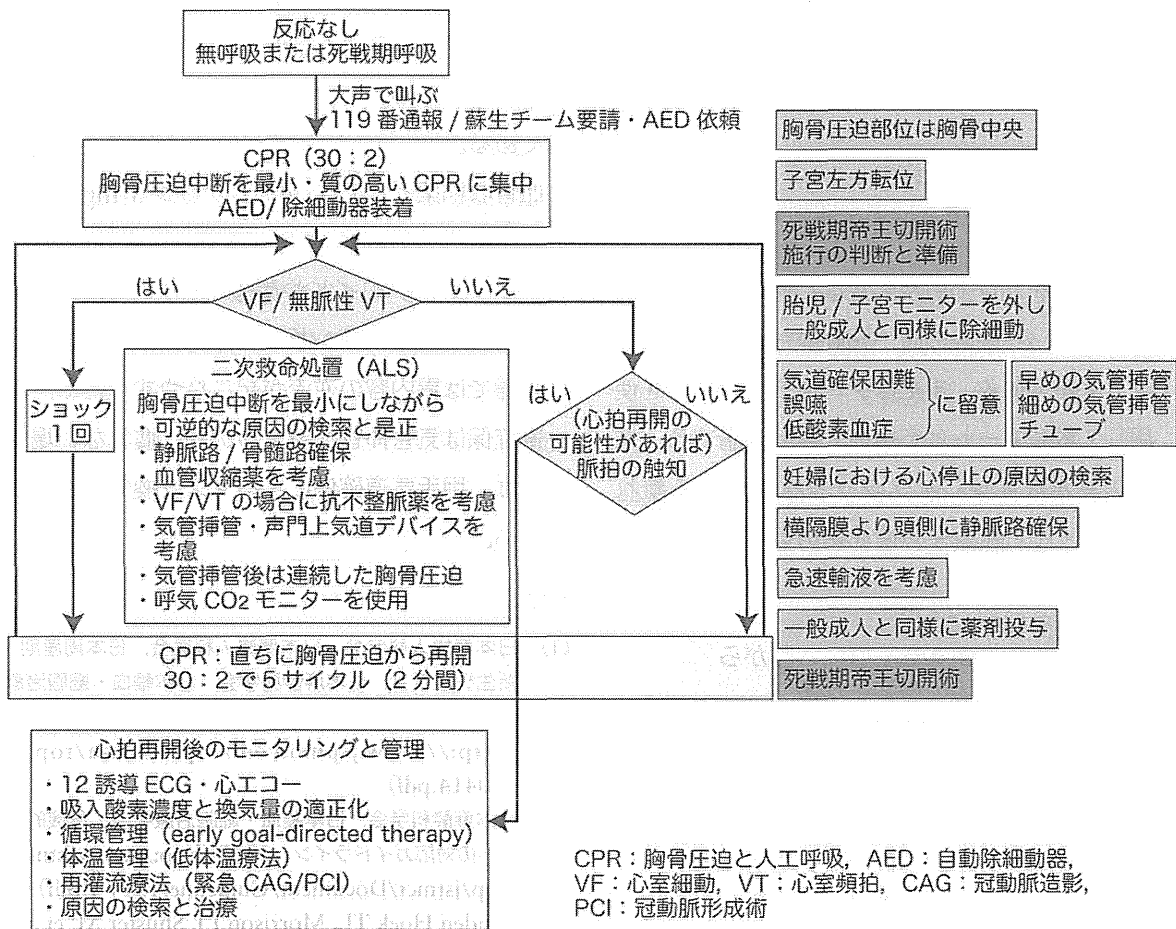 反応なし
無呼吸または死戦期呼吸
大声で叫ぶ
119番通報/蘇生チーム要請・AED依頼
CPR（30：2）
胸骨圧迫中断を最小・質の高いCPRに集中
AED/除細動器装着
はい
VF/無脈性VT
いいえ
ショック
1回
二次救命処置（ALS）
胸骨圧迫中断を最小にしながら
・可逆的な原因の検索と是正
・静脈路/骨髄路確保
・血管収縮薬を考慮
・VF/VTの場合に抗不整脈薬を考慮
・気管挿管・声門上気道デバイスを
考慮
・気管挿管後は連続した胸骨圧迫
・呼気CO2モニターを使用
はい
いいえ
(心拍再開の
可能性があれば)
脈拍の触知
CPR：直ちに胸骨圧迫から再開
30：2で5サイクル（2分間）
心拍再開後のモニタリングと管理
・12誘導ECG・心エコー
・吸入酸素濃度と換気量の適正化
・循環管理（early goal-directed therapy）
・体温管理（低体温療法）
・再灌流療法（緊急CAG/PCI）
・原因の検索と治療
胸骨圧迫部位は胸骨中央
子宮左方転位
死戦期帝王切開術
施行の判断と準備
胎児/子宮モニターを外し
一般成人と同様に除細動
気道確保困難
誤嚥
低酸素血症
に留意
早めの気管挿管
細めの気管挿管
チューブ
妊婦における心停止の原因の検索
横隔膜より頭側に静脈路確保
急速輸液を考慮
一般成人と同様に薬剤投与
死戦期帝王切開術
CPR：胸骨圧迫と人工呼吸，AED：自動除細動器，
VF：心室細動，VT：心室頻拍，CAG：冠動脈造影，
PCI：冠動脈形成術